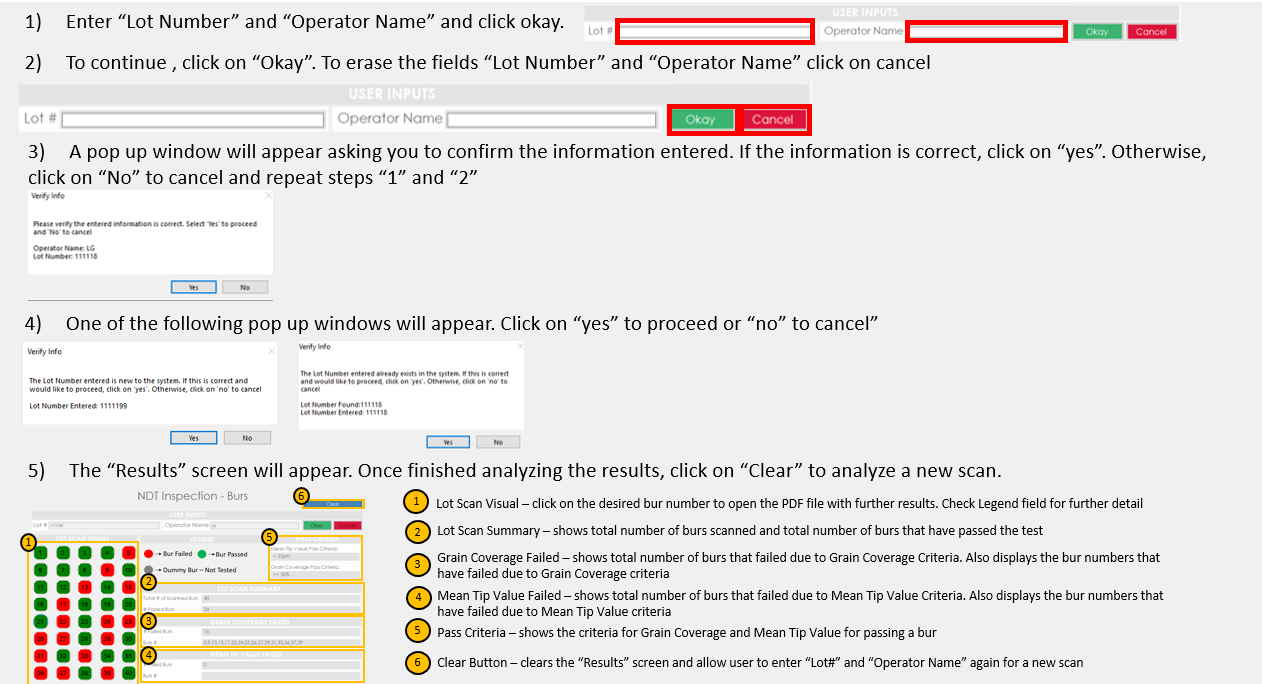 1) Enter “Lot Number” and “Operator Name” and click okay.
USER INPUTS
Lot # Operator Name Okay Cancel
2) To continue , click on “Okay”. To erase the fields “Lot Number” and “Operator Name” click on cancel
USER INPUTS
Lot # Operator Name Okay Cancel
3) A pop up window will appear asking you to confirm the information entered. If the information is correct, click on “yes”. Otherwise,
click on “No” to cancel and repeat steps “1” and “2”
Verify Info
Please verify the entered information is correct. Select 'Yes' to proceed
and 'No' to cancel
Operator Name: LG
Lot Number: 111118
Yes No
4) One of the following pop up windows will appear. Click on “yes” to proceed or “no” to cancel”
Verify Info
The Lot Number entered is new to the system. If this is correct and
would like to proceed, click on 'yes'. Otherwise, click on 'no' to cancel
Lot Number Entered: 1111199
Yes No
Verify Info
The Lot Number entered already exists in the system. If this is correct
and would like to proceed, click on 'yes'. Otherwise, click on 'no' to
cancel
Lot Number Found:111118
Lot Number Entered: 111118
Yes No
5) The “Results” screen will appear. Once finished analyzing the results, click on “Clear” to analyze a new scan.
NDT Inspection - Burs
6
Clear
USER INPUTS
Lot # Operator Name Okay Cancel
1
LOT SCAN VISUAL
LEGEND
Bur Failed Bur Passed
Dummy Bur – Not Tested
5
PASS CRITERIA
Mean Tip Value Pass Criteria:
Grain Coverage Pass Criteria:
2
LOT SCAN SUMMARY
Total # of Scanned Burs 40
# Passed Burs 24
3
GRAIN COVERAGE FAILED
# Failed Burs 16
Burs #
4
MEAN TIP VALUE FAILED
# Failed Burs 0
Burs #
1 Lot Scan Visual – click on the desired bur number to open the PDF file with further results. Check Legend field for further detail
2 Lot Scan Summary – shows total number of burs scanned and total number of burs that have passed the test
3 Grain Coverage Failed – shows total number of burs that failed due to Grain Coverage Criteria. Also displays the bur numbers that
have failed due to Grain Coverage criteria
4 Mean Tip Value Failed – shows total number of burs that failed due to Mean Tip Value Criteria. Also displays the bur numbers that
have failed due to Mean Tip Value criteria
5 Pass Criteria – shows the criteria for Grain Coverage and Mean Tip Value for passing a bur
6 Clear Button – clears the “Results” screen and allow user to enter “Lot#” and “Operator Name” again for a new scan